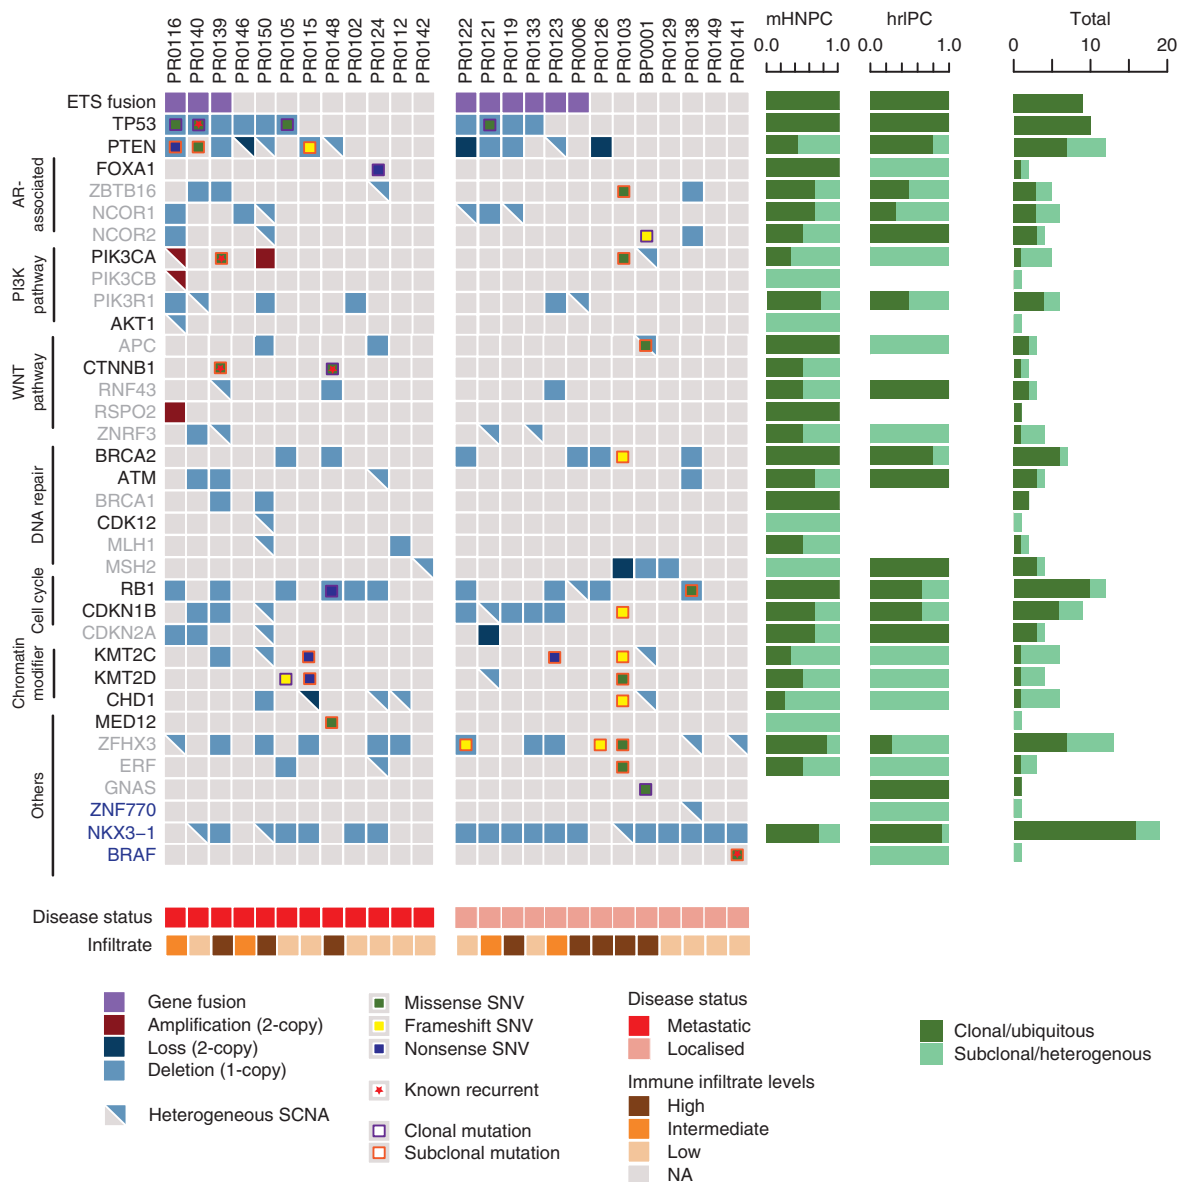 PR0116 PR0140 PR0139 PR0146 PR0150 PR0105 PR0115 PR0148 PR0102 PR0124 PR0112 PR0142
PR0122 PR0121 PR0119 PR0133 PR0123 PR0006 PR0126 PR0103 BP0001 PR0129 PR0138 PR0149 PR0141
mHNPC hrlPC Total
0.0 1.0 0.0 1.0 0 10 20
ETS fusion
TP53
PTEN
AR-associated
FOXA1
ZBTB16
NCOR1
NCOR2
PI3K pathway
PIK3CA
PIK3CB
PIK3R1
AKT1
WNT pathway
APC
CTNNB1
RNF43
RSPO2
ZNRF3
DNA repair
BRCA2
ATM
BRCA1
CDK12
MLH1
MSH2
Cell cycle
RB1
CDKN1B
CDKN2A
Chromatin modifier
KMT2C
KMT2D
CHD1
Others
MED12
ZFHX3
ERF
GNAS
ZNF770
NKX3–1
BRAF
Disease status
Infiltrate
Gene fusion
Amplification (2-copy)
Loss (2-copy)
Deletion (1-copy)
Heterogeneous SCNA
Missense SNV
Frameshift SNV
Nonsense SNV
Known recurrent
Clonal mutation
Subclonal mutation
Disease status
Metastatic
Localised
Immune infiltrate levels
High
Intermediate
Low
NA
Clonal/ubiquitous
Subclonal/heterogenous